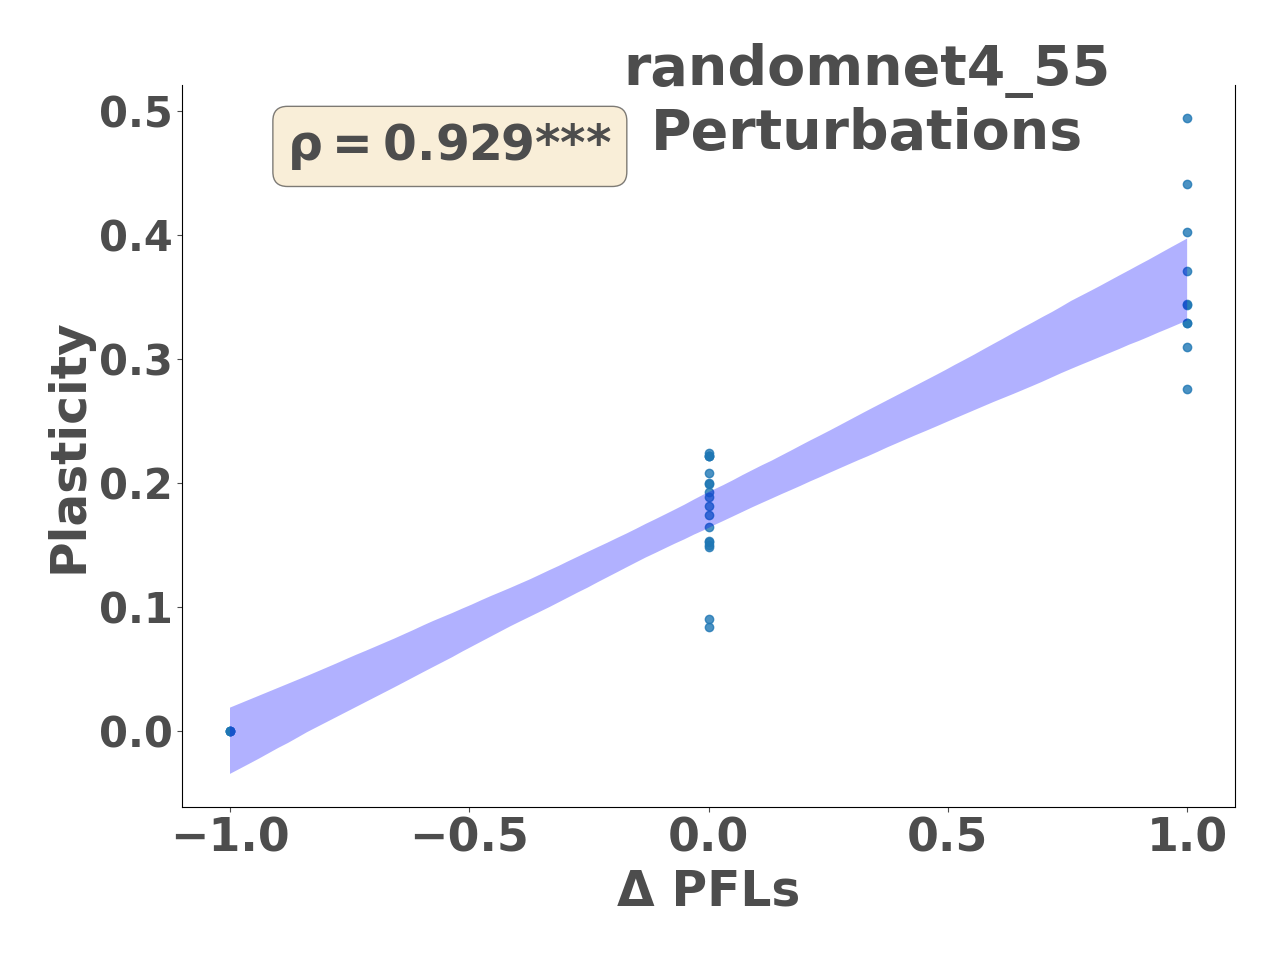 randomnet4_55
Perturbations
ρ = 0.929***
0.5
0.4
0.3
0.2
0.1
0.0
Plasticity
−1.0
−0.5
0.0
0.5
1.0
Δ PFLs